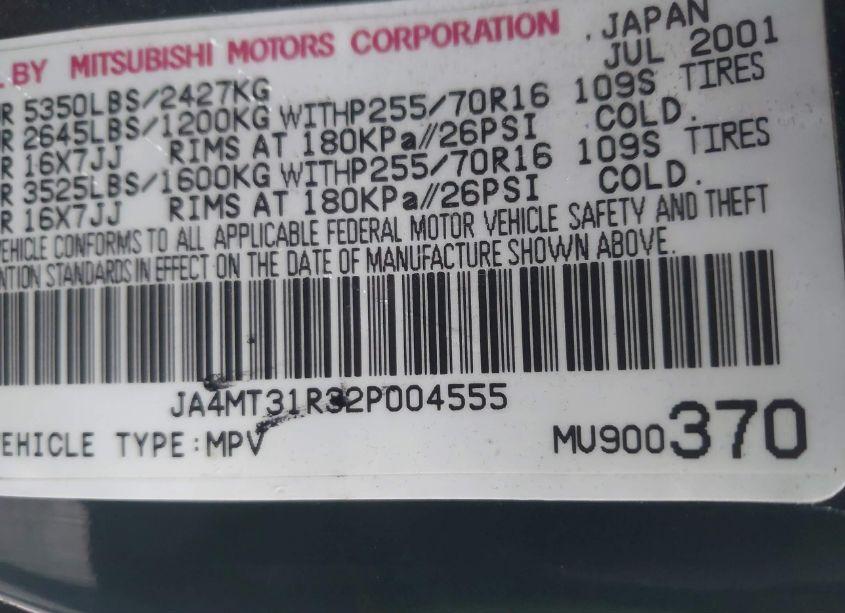 L BY MITSUBISHI MOTORS CORPORATION . JAPAN
JUL 2001
R 5350LBS/2427KG
R 2645LBS/1200KG WITHP255/70R16 109S TIRES
R 16X7JJ RIMS AT 180KPa//26PSI COLD.
R 3525LBS/1600KG WITHP255/70R16 109S TIRES
R 16X7JJ RIMS AT 180KPa//26PSI COLD.
VEHICLE CONFORMS TO ALL APPLICABLE FEDERAL MOTOR VEHICLE SAFETY AND THEFT
NTION STANDARDS IN EFFECT ON THE DATE OF MANUFACTURE SHOWN ABOVE.
JA4MT31R32P004555
EHICLE TYPE:MPV MU900370